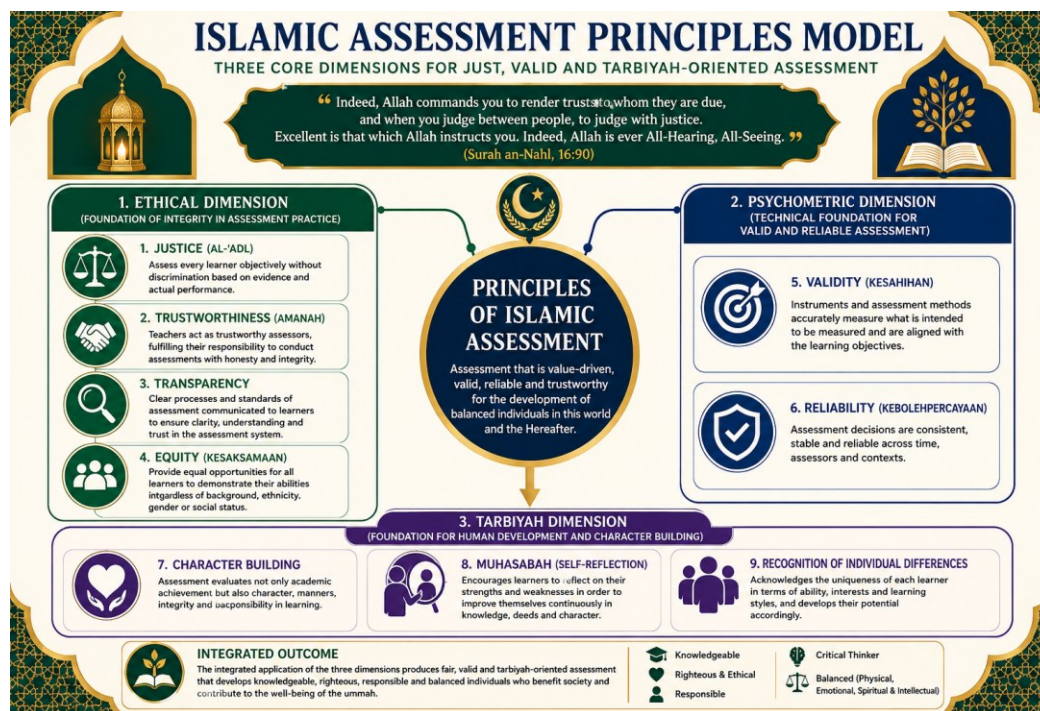 ISLAMIC ASSESSMENT PRINCIPLES MODEL
THREE CORE DIMENSIONS FOR JUST, VALID AND TARBIYAH-ORIENTED ASSESSMENT
“ Indeed, Allah commands you to render trusts to whom they are due,
and when you judge between people, to judge with justice.
Excellent is that which Allah instructs you. Indeed, Allah is ever All-Hearing, All-Seeing. ”
(Surah an-Nahl, 16:90)
1. ETHICAL DIMENSION
(FOUNDATION OF INTEGRITY IN ASSESSMENT PRACTICE)
1. JUSTICE (AL-'ADL)
Assess every learner objectively without
discrimination based on evidence and
actual performance.
2. TRUSTWORTHINESS (AMANAH)
Teachers act as trustworthy assessors,
fulfilling their responsibility to conduct
assessments with honesty and integrity.
3. TRANSPARENCY
Clear processes and standards of
assessment communicated to learners
to ensure clarity, understanding and
trust in the assessment system.
4. EQUITY (KESAKSAMAAN)
Provide equal opportunities for all
learners to demonstrate their abilities
intgardless of background, ethnicity,
gender or social status.
PRINCIPLES
OF ISLAMIC
ASSESSMENT
Assessment that is value-driven,
valid, reliable and trustworthy
for the development of
balanced individuals in this world
and the Hereafter.
2. PSYCHOMETRIC DIMENSION
(TECHNICAL FOUNDATION FOR
VALID AND RELIABLE ASSESSMENT)
5. VALIDITY (KESAHIHAN)
Instruments and assessment methods
accurately measure what is intended
to be measured and are aligned with
the learning objectives.
6. RELIABILITY (KEBOLEHPERCAYAAN)
Assessment decisions are consistent,
stable and reliable across time,
assessors and contexts.
3. TARBIYAH DIMENSION
(FOUNDATION FOR HUMAN DEVELOPMENT AND CHARACTER BUILDING)
7. CHARACTER BUILDING
Assessment evaluates not only academic
achievement but also character, manners,
integrity and uacponsibility in learning.
8. MUHASABAH (SELF-REFLECTION)
Encourages learners to reflect on their
strengths and weaknesses in order to
improve themselves continuously in
knowledge, deeds and character.
9. RECOGNITION OF INDIVIDUAL DIFFERENCES
Acknowledges the uniqueness of each learner
in terms of ability, interests and learning
styles, and develops their potential
accordingly.
INTEGRATED OUTCOME
The integrated application of the three dimensions produces fair, valid and tarbiyah-oriented assessment
that develops knowledgeable, righteous, responsible and balanced individuals who benefit society and
contribute to the well-being of the ummah.
Knowledgeable
Righteous & Ethical
Responsible
Critical Thinker
Balanced (Physical,
Emotional, Spiritual & Intellectual)